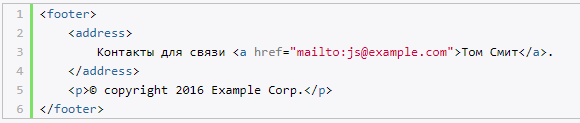 1 <footer>
2 <address>
3 Контакты для связи <a href="mailto:js@example.com">Том Смит</a>.
4 </address>
5 <p>© copyright 2016 Example Corp.</p>
6 </footer>